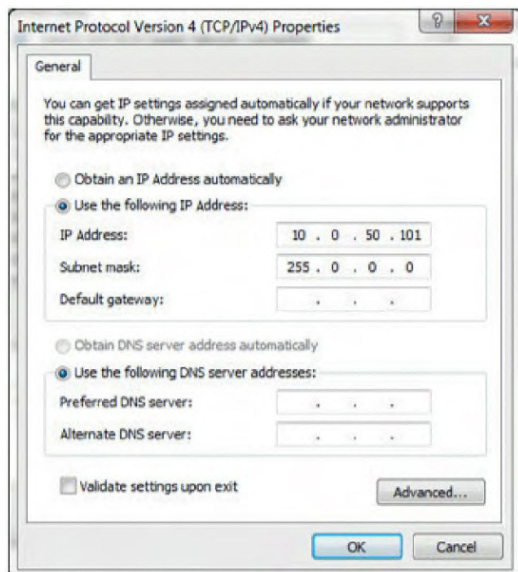 Internet Protocol Version 4 (TCP/IPv4) Properties
General
You can get IP settings assigned automatically if your network supports
this capability. Otherwise, you need to ask your network administrator
for the appropriate IP settings.
Obtain an IP Address automatically
Use the following IP Address:
IP Address: 10 . 0 . 50 . 101
Subnet mask: 255 . 0 . 0 . 0
Default gateway: . . .
Obtain DNS server address automatically
Use the following DNS server addresses:
Preferred DNS server: . . .
Alternate DNS server: . . .
Validate settings upon exit
Advanced...
OK Cancel